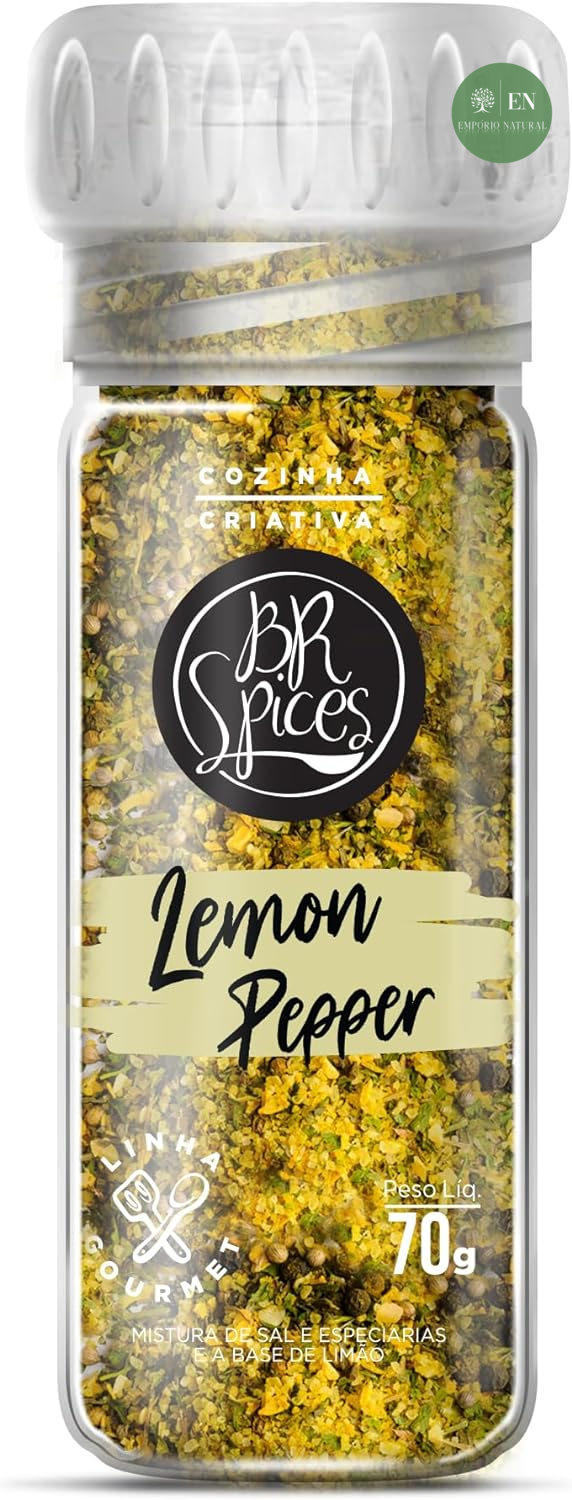 EN
EMPÓRIO NATURAL
COZINHA
CRIATIVA
BR
Spices
Lemon
Pepper
LINHA
GOURMET
Peso Líq.
70g
MISTURA DE SAL E ESPECIARIAS
E A BASE DE LIMÃO